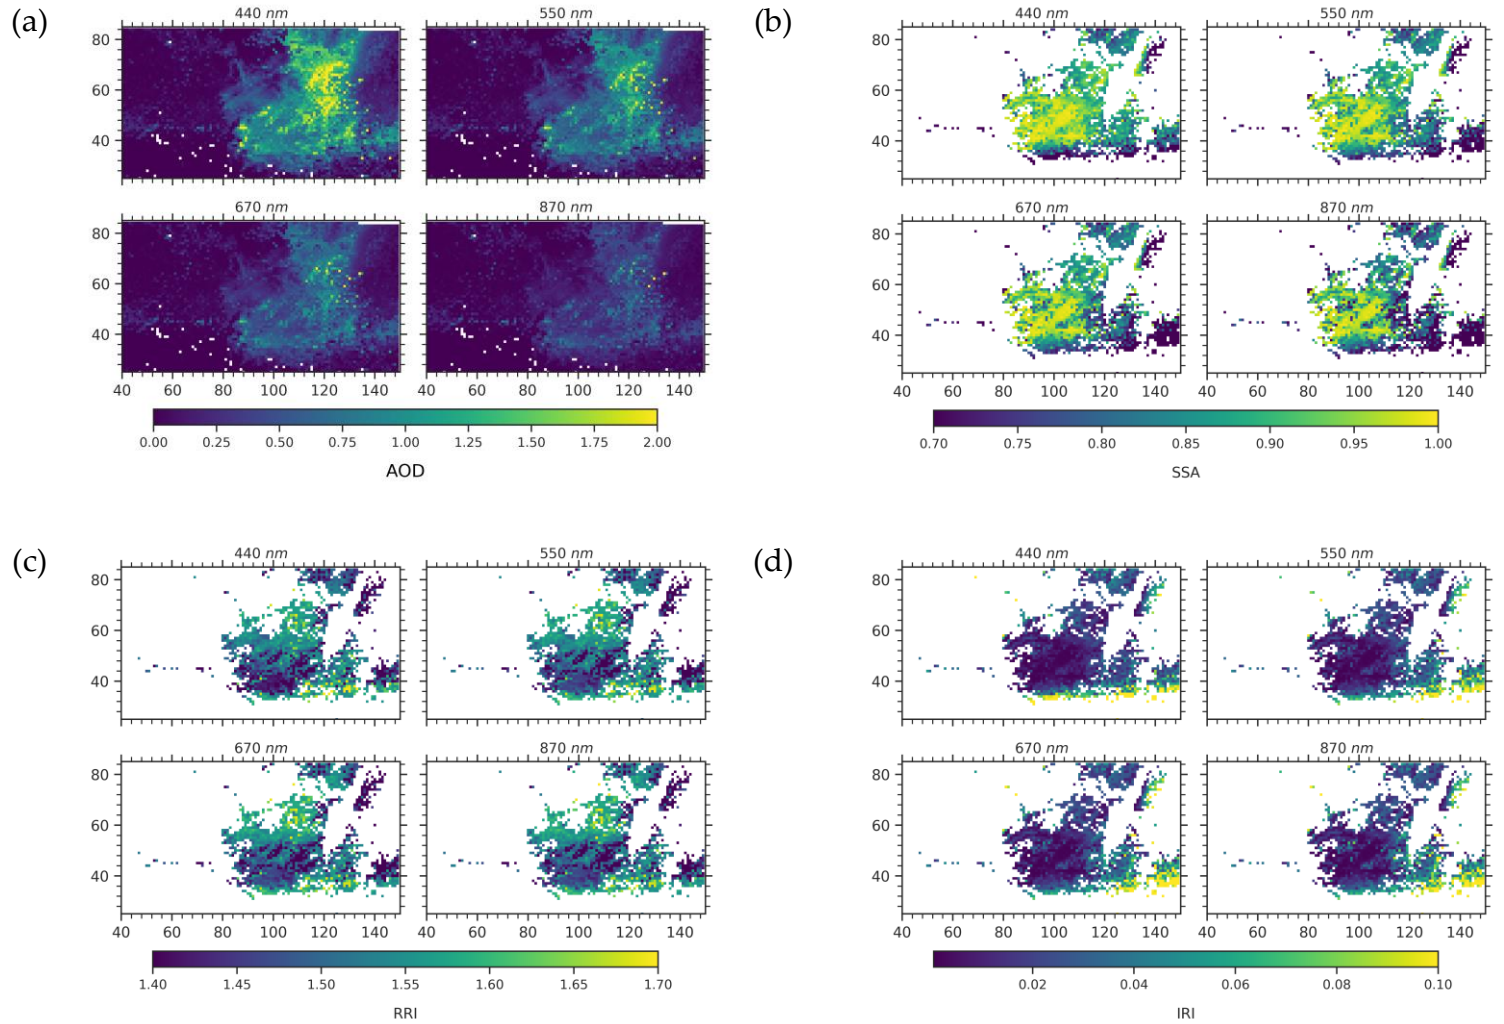 (a)
440 nm
550 nm
80
60
40
670 nm
870 nm
80
60
40
40 60 80 100 120 140
40 60 80 100 120 140
0.00 0.25 0.50 0.75 1.00 1.25 1.50 1.75 2.00
AOD
(b)
440 nm
550 nm
80
60
40
670 nm
870 nm
80
60
40
40 60 80 100 120 140
40 60 80 100 120 140
0.70 0.75 0.80 0.85 0.90 0.95 1.00
SSA
(c)
440 nm
550 nm
80
60
40
670 nm
870 nm
80
60
40
40 60 80 100 120 140
40 60 80 100 120 140
1.40 1.45 1.50 1.55 1.60 1.65 1.70
RRI
(d)
440 nm
550 nm
80
60
40
670 nm
870 nm
80
60
40
40 60 80 100 120 140
40 60 80 100 120 140
0.02 0.04 0.06 0.08 0.10
IRI